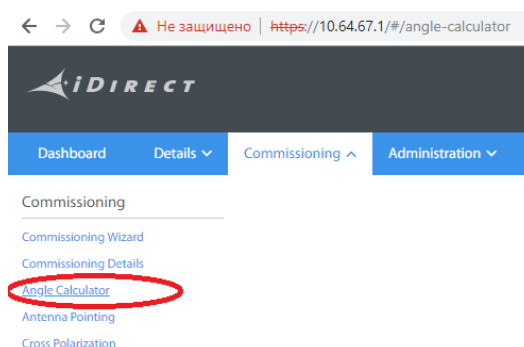 Не защищено | https://10.64.67.1/#/angle-calculator
iDIRECT
Dashboard Details Commissioning Administration
Commissioning
Commissioning Wizard
Commissioning Details
Angle Calculator
Antenna Pointing
Cross Polarization